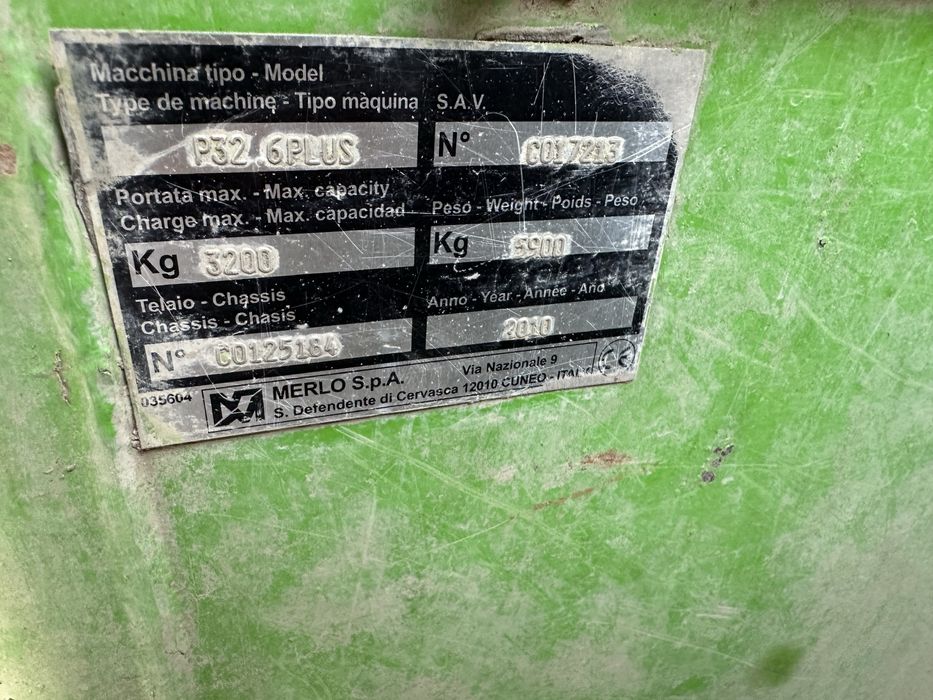 Macchina tipo - Model
Type de machine - Tipo màquina
P32.6PLUS
S.A.V.
N° C017213
Portata max. - Max. capacity
Charge max. - Max. capacidad
Kg 3200
Peso - Weight - Poids - Peso
Kg 5900
Telaio - Chassis
Chassis - Chasis
N° C0125184
Anno - Year - Année - Año
2010
035604
MERLO S.p.A.
Via Nazionale 9
S. Defendente di Cervasca 12010 CUNEO - ITALY
CE